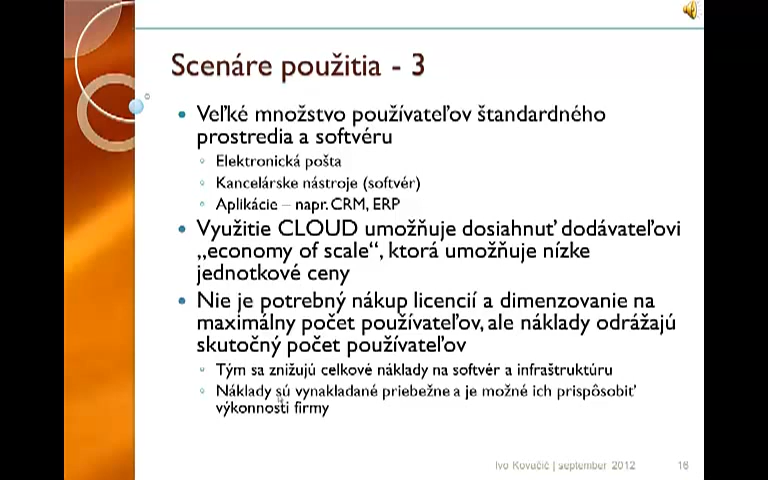 Scenáre použitia - 3
Veľké množstvo používateľov štandardného
prostredia a softvéru
Elektronická pošta
Kancelárske nástroje (softvér)
Aplikácie – napr. CRM, ERP
Využitie CLOUD umožňuje dosiahnuť dodávateľovi
„economy of scale“, ktorá umožňuje nízke
jednotkové ceny
Nie je potrebný nákup licencií a dimenzovanie na
maximálny počet používateľov, ale náklady odrážajú
skutočný počet používateľov
Tým sa znižujú celkové náklady na softvér a infraštruktúru
Náklady sú vynakladané priebežne a je možné ich prispôsobiť
výkonnosti firmy
Ivo Kovačič | september 2012 16